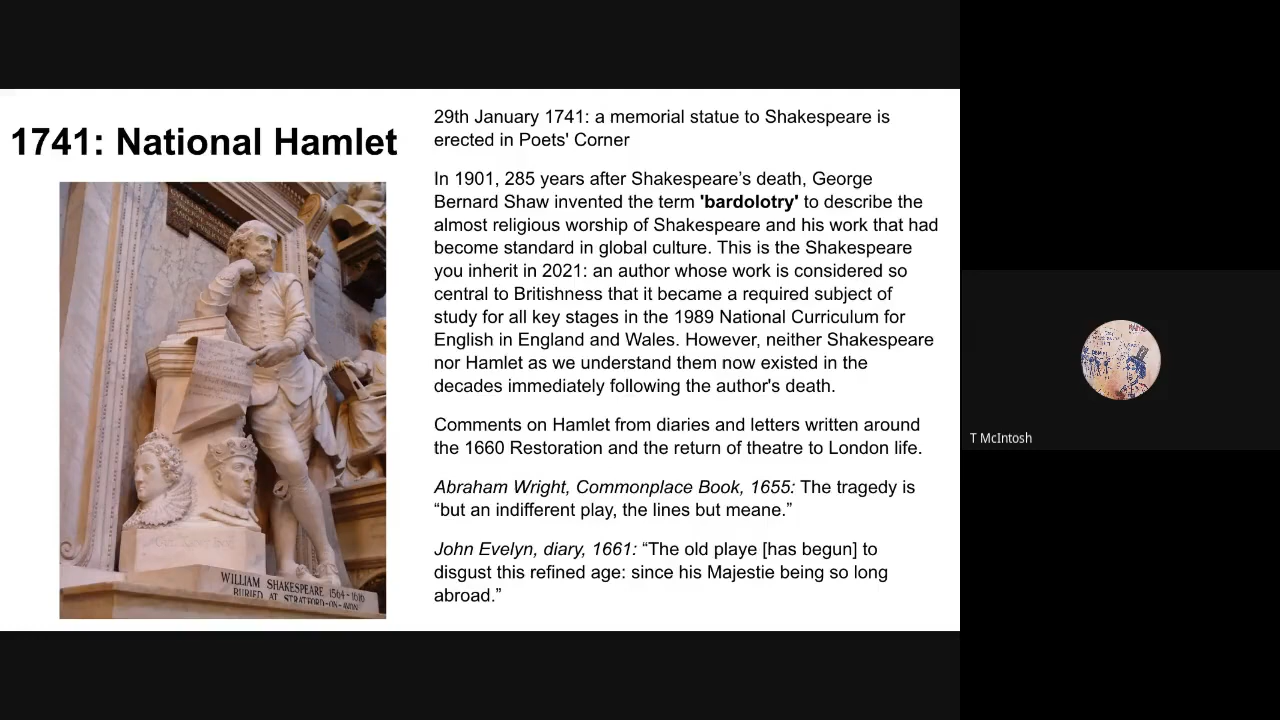 1741: National Hamlet
WILLIAM SHAKESPEARE 1564-1616
BURIED AT STRATFORD-ON-AVON
29th January 1741: a memorial statue to Shakespeare is
erected in Poets' Corner
In 1901, 285 years after Shakespeare’s death, George
Bernard Shaw invented the term 'bardolotry' to describe the
almost religious worship of Shakespeare and his work that had
become standard in global culture. This is the Shakespeare
you inherit in 2021: an author whose work is considered so
central to Britishness that it became a required subject of
study for all key stages in the 1989 National Curriculum for
English in England and Wales. However, neither Shakespeare
nor Hamlet as we understand them now existed in the
decades immediately following the author's death.
Comments on Hamlet from diaries and letters written around
the 1660 Restoration and the return of theatre to London life.
Abraham Wright, Commonplace Book, 1655: The tragedy is
“but an indifferent play, the lines but meane.”
John Evelyn, diary, 1661: “The old playe [has begun] to
disgust this refined age: since his Majestie being so long
abroad.”
T McIntosh